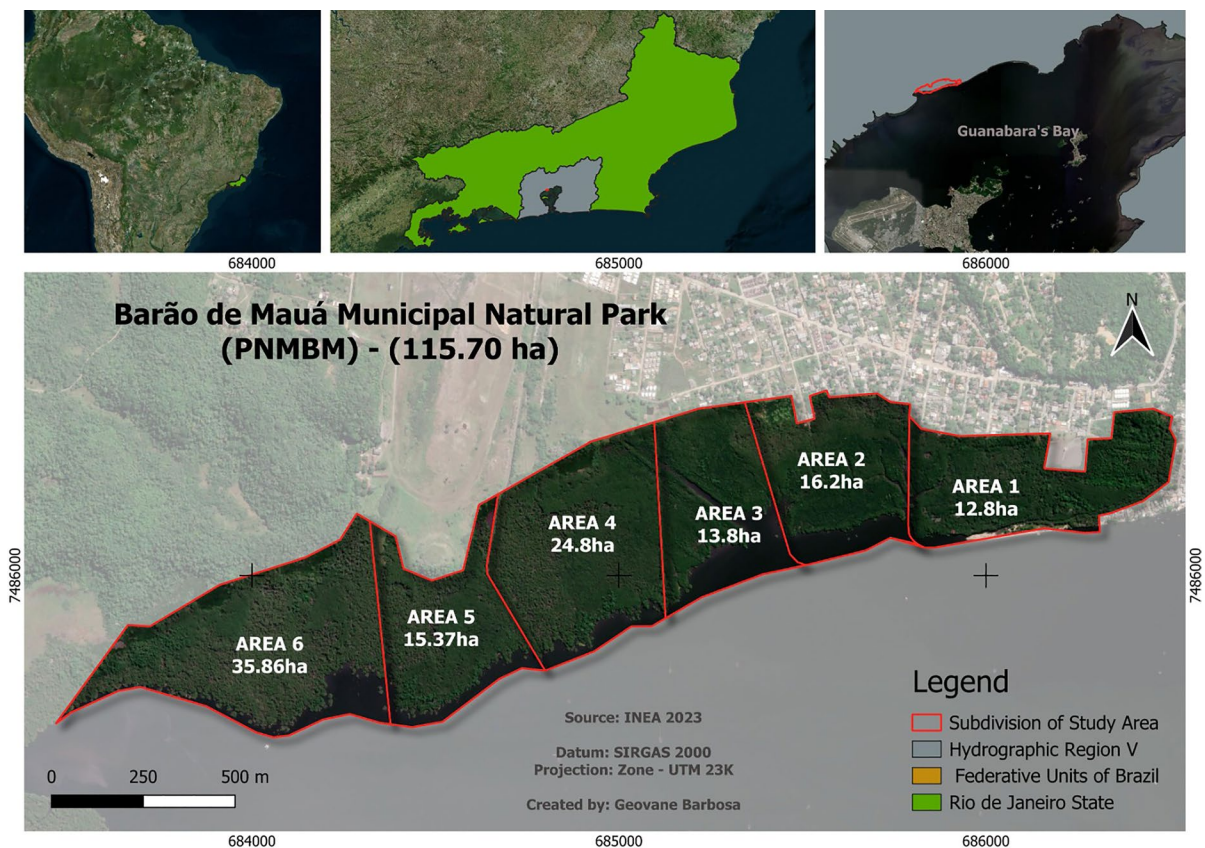 Guanabara's Bay
684000
685000
686000
Barão de Mauá Municipal Natural Park
(PNMBM) - (115.70 ha)
N
AREA 1
12.8ha
AREA 2
16.2ha
AREA 3
13.8ha
AREA 4
24.8ha
AREA 5
15.37ha
AREA 6
35.86ha
7486000
7486000
Source: INEA 2023
Datum: SIRGAS 2000
Projection: Zone - UTM 23K
Created by: Geovane Barbosa
0 250 500 m
Legend
Subdivision of Study Area
Hydrographic Region V
Federative Units of Brazil
Rio de Janeiro State
684000
685000
686000